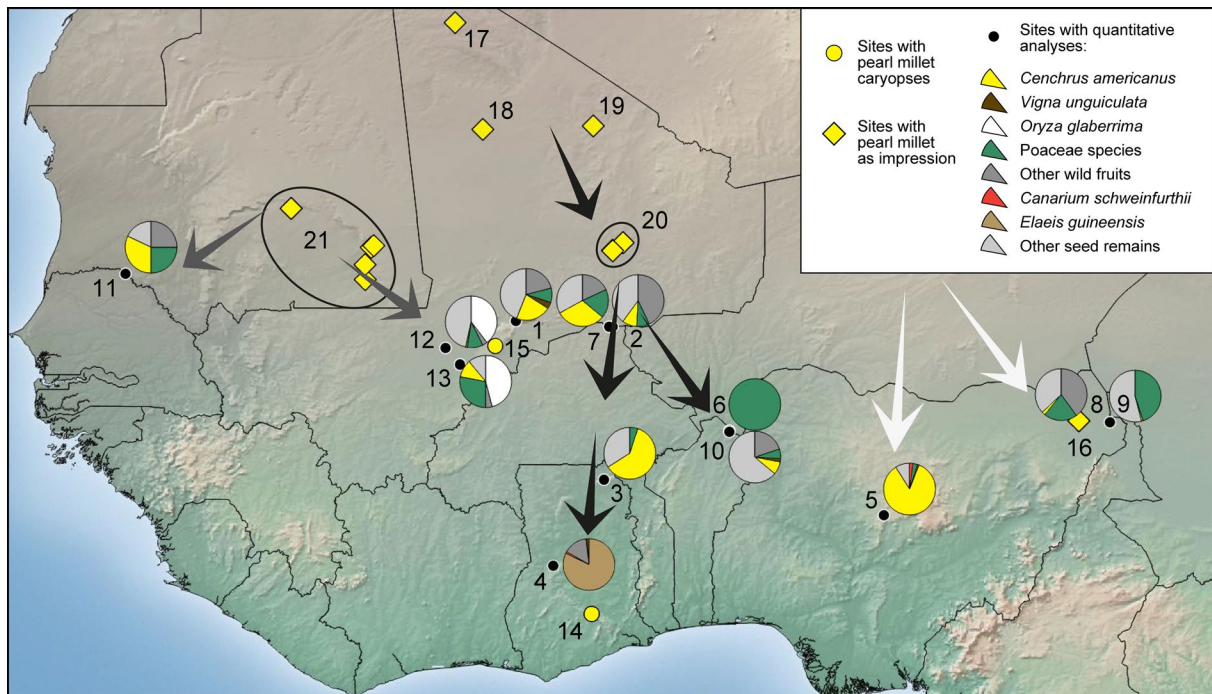 17
18
19
20
21
11
12
13
15
1
7
2
6
10
3
4
14
5
16
8
9
Sites with
pearl millet
caryopses
Sites with
pearl millet
as impression
Sites with quantitative
analyses:
Cenchrus americanus
Vigna unguiculata
Oryza glaberrima
Poaceae species
Other wild fruits
Canarium schweinfurthii
Elaeis guineensis
Other seed remains